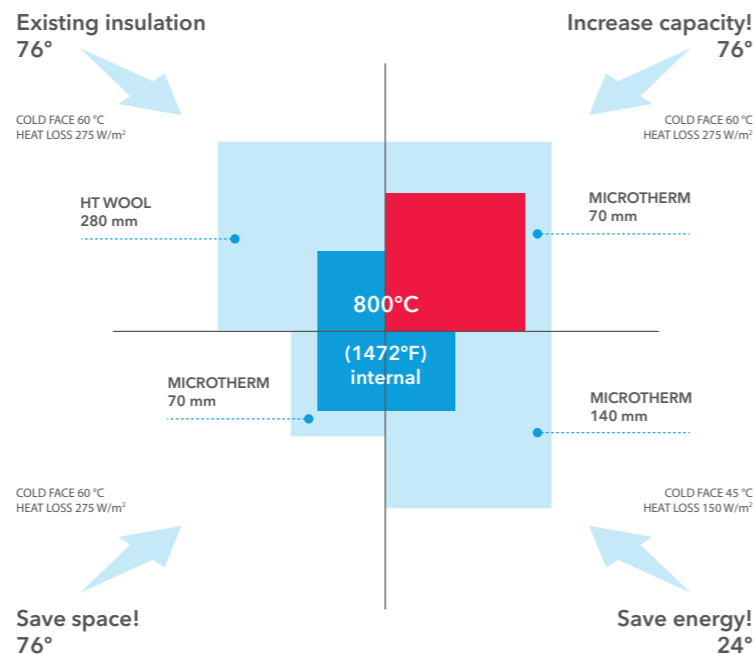 Existing insulation
76°
Increase capacity!
76°
COLD FACE 60 °C
HEAT LOSS 275 W/m²
COLD FACE 60 °C
HEAT LOSS 275 W/m²
HT WOOL
280 mm
MICROTHERM
70 mm
800°C
(1472°F)
internal
MICROTHERM
70 mm
MICROTHERM
140 mm
COLD FACE 60 °C
HEAT LOSS 275 W/m²
COLD FACE 45 °C
HEAT LOSS 150 W/m²
Save space!
76°
Save energy!
24°